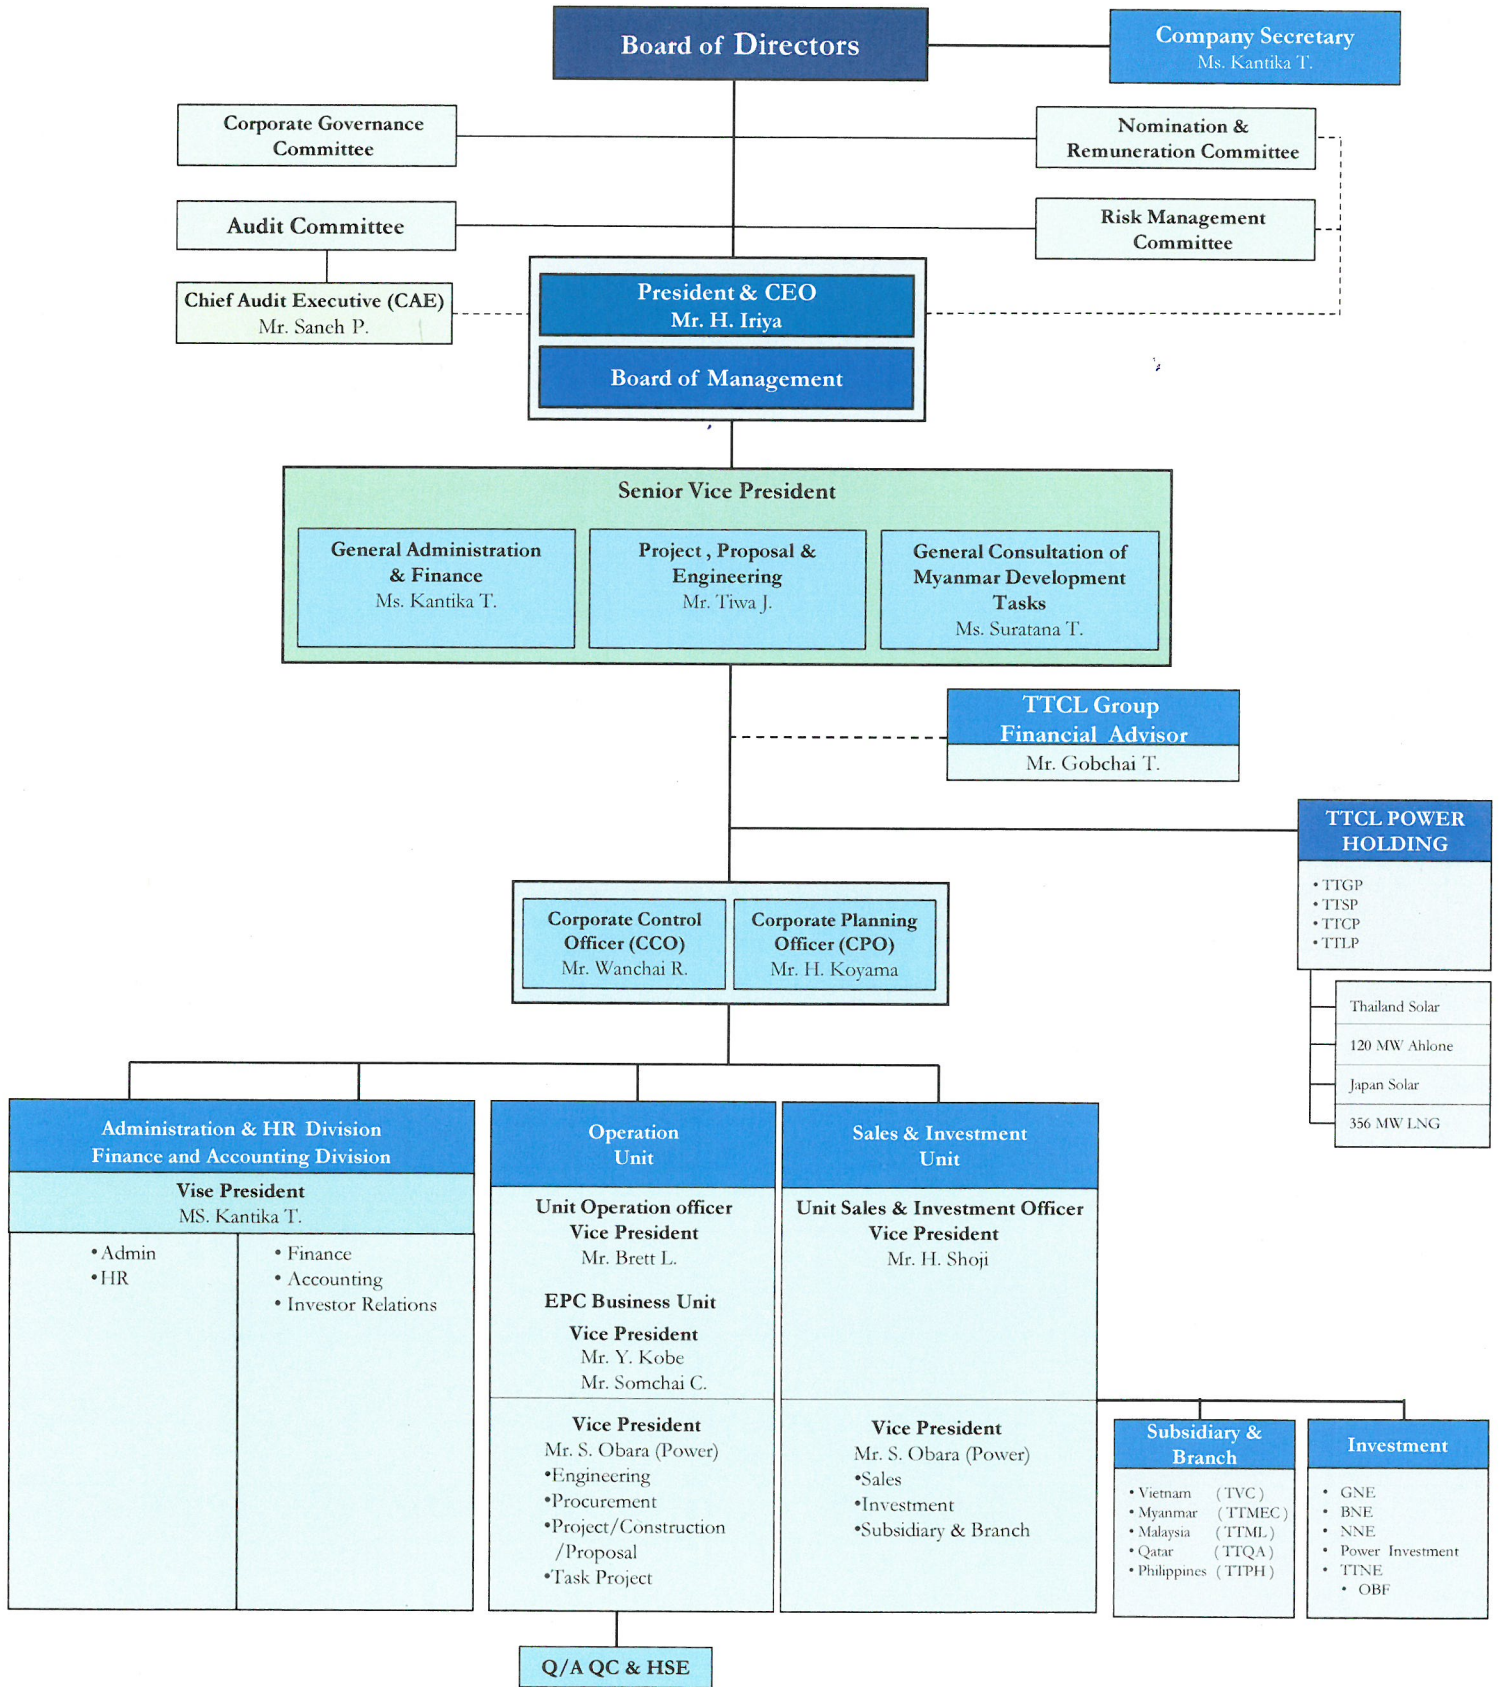 Board of Directors
Company Secretary
Ms. Kantika T.
Corporate Governance
Committee
Nomination &
Remuneration Committee
Audit Committee
Risk Management
Committee
Chief Audit Executive (CAE)
Mr. Saneh P.
President & CEO
Mr. H. Iriya
Board of Management
Senior Vice President
General Administration
& Finance
Ms. Kantika T.
Project , Proposal &
Engineering
Mr. Tiwa J.
General Consultation of
Myanmar Development
Tasks
Ms. Suratana T.
TTCL Group
Financial Advisor
Mr. Gobchai T.
TTCL POWER
HOLDING
• TTGP
• TTSP
• TTCP
• TTLP
Thailand Solar
120 MW Ahlone
Japan Solar
356 MW LNG
Corporate Control
Officer (CCO)
Mr. Wanchai R.
Corporate Planning
Officer (CPO)
Mr. H. Koyama
Administration & HR Division
Finance and Accounting Division
Vise President
MS. Kantika T.
•Admin
•HR
• Finance
• Accounting
• Investor Relations
Operation
Unit
Unit Operation officer
Vice President
Mr. Brett L.
EPC Business Unit
Vice President
Mr. Y. Kobe
Mr. Somchai C.
Vice President
Mr. S. Obara (Power)
•Engineering
•Procurement
•Project/Construction
/Proposal
•Task Project
Q/A QC & HSE
Sales & Investment
Unit
Unit Sales & Investment Officer
Vice President
Mr. H. Shoji
Vice President
Mr. S. Obara (Power)
•Sales
•Investment
•Subsidiary & Branch
Subsidiary &
Branch
• Vietnam ( TVC )
• Myanmar ( TTMEC )
• Malaysia ( TTML )
• Qatar ( TTQA )
• Philippines ( TTPH )
Investment
• GNE
• BNE
• NNE
• Power Investment
• TTNE
• OBF